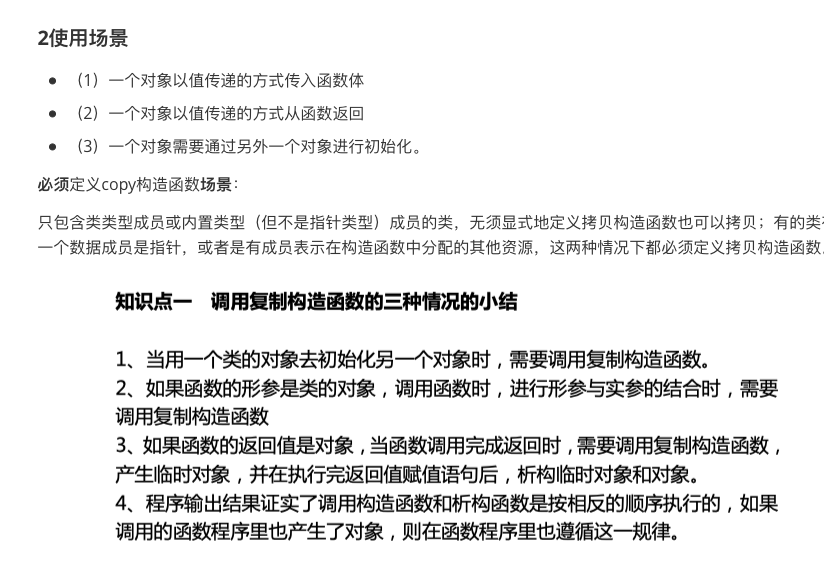 2使用场景
（1）一个对象以值传递的方式传入函数体
（2）一个对象以值传递的方式从函数返回
（3）一个对象需要通过另外一个对象进行初始化。
必须定义copy构造函数场景：
只包含类类型成员或内置类型（但不是指针类型）成员的类，无须显式地定义拷贝构造函数也可以拷贝；有的类
一个数据成员是指针，或者是有成员表示在构造函数中分配的其他资源，这两种情况下都必须定义拷贝构造函数
知识点一 调用复制构造函数的三种情况的小结
1、当用一个类的对象去初始化另一个对象时，需要调用复制构造函数。
2、如果函数的形参是类的对象，调用函数时，进行形参与实参的结合时，需要
调用复制构造函数
3、如果函数的返回值是对象，当函数调用完成返回时，需要调用复制构造函数，
产生临时对象，并在执行完返回值赋值语句后，析构临时对象和对象。
4、程序输出结果证实了调用构造函数和析构函数是按相反的顺序执行的，如果
调用的函数程序里也产生了对象，则在函数程序里也遵循这一规律。